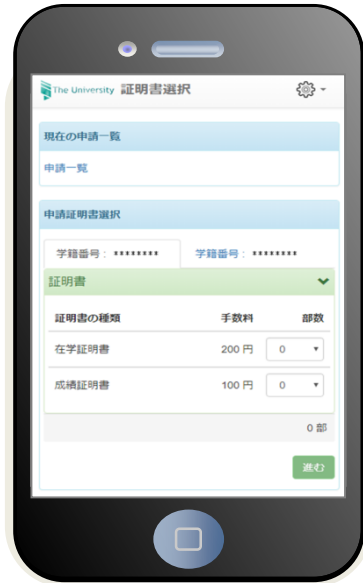 The University 証明書選択
現在の申請一覧
申請一覧
申請証明書選択
学籍番号 : ******** 学籍番号 : ********
証明書
証明書の種類 手数料 部数
在学証明書 200 円 0
成績証明書 100 円 0
0 部
進む